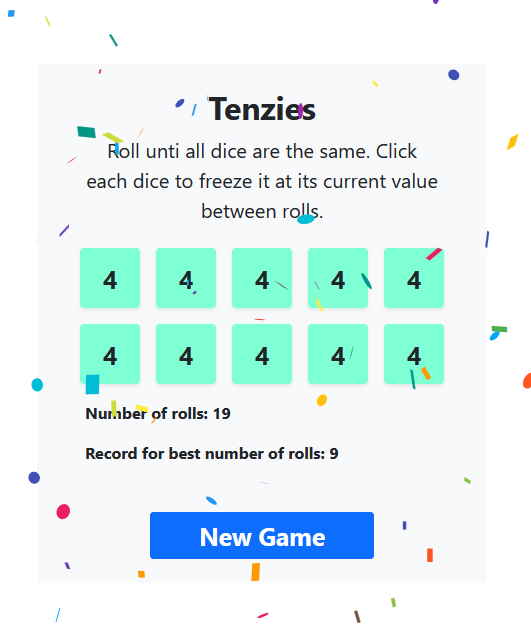 Tenzies
Roll unti all dice are the same. Click
each dice to freeze it at its current value
between rolls.
4 4 4 4 4
4 4 4 4 4
Number of rolls: 19
Record for best number of rolls: 9
New Game